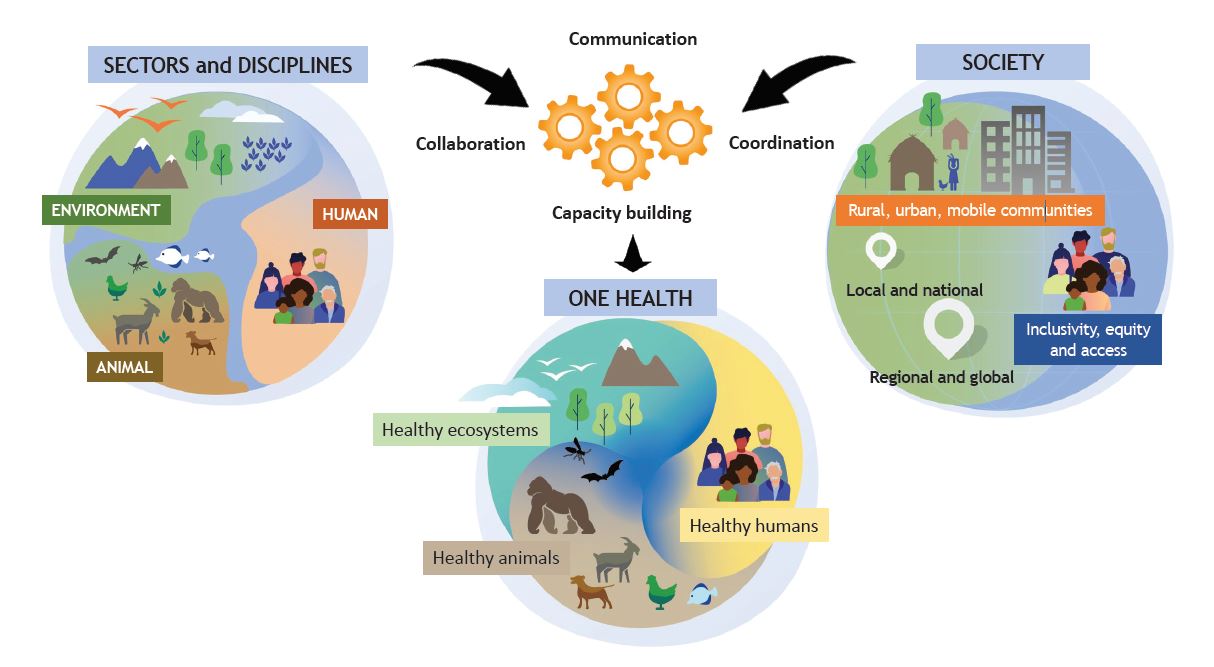 SECTORS and DISCIPLINES
ENVIRONMENT
HUMAN
ANIMAL
Communication
Collaboration
Coordination
Capacity building
SOCIETY
Rural, urban, mobile communities
Local and national
Inclusivity, equity
and access
Regional and global
ONE HEALTH
Healthy ecosystems
Healthy humans
Healthy animals